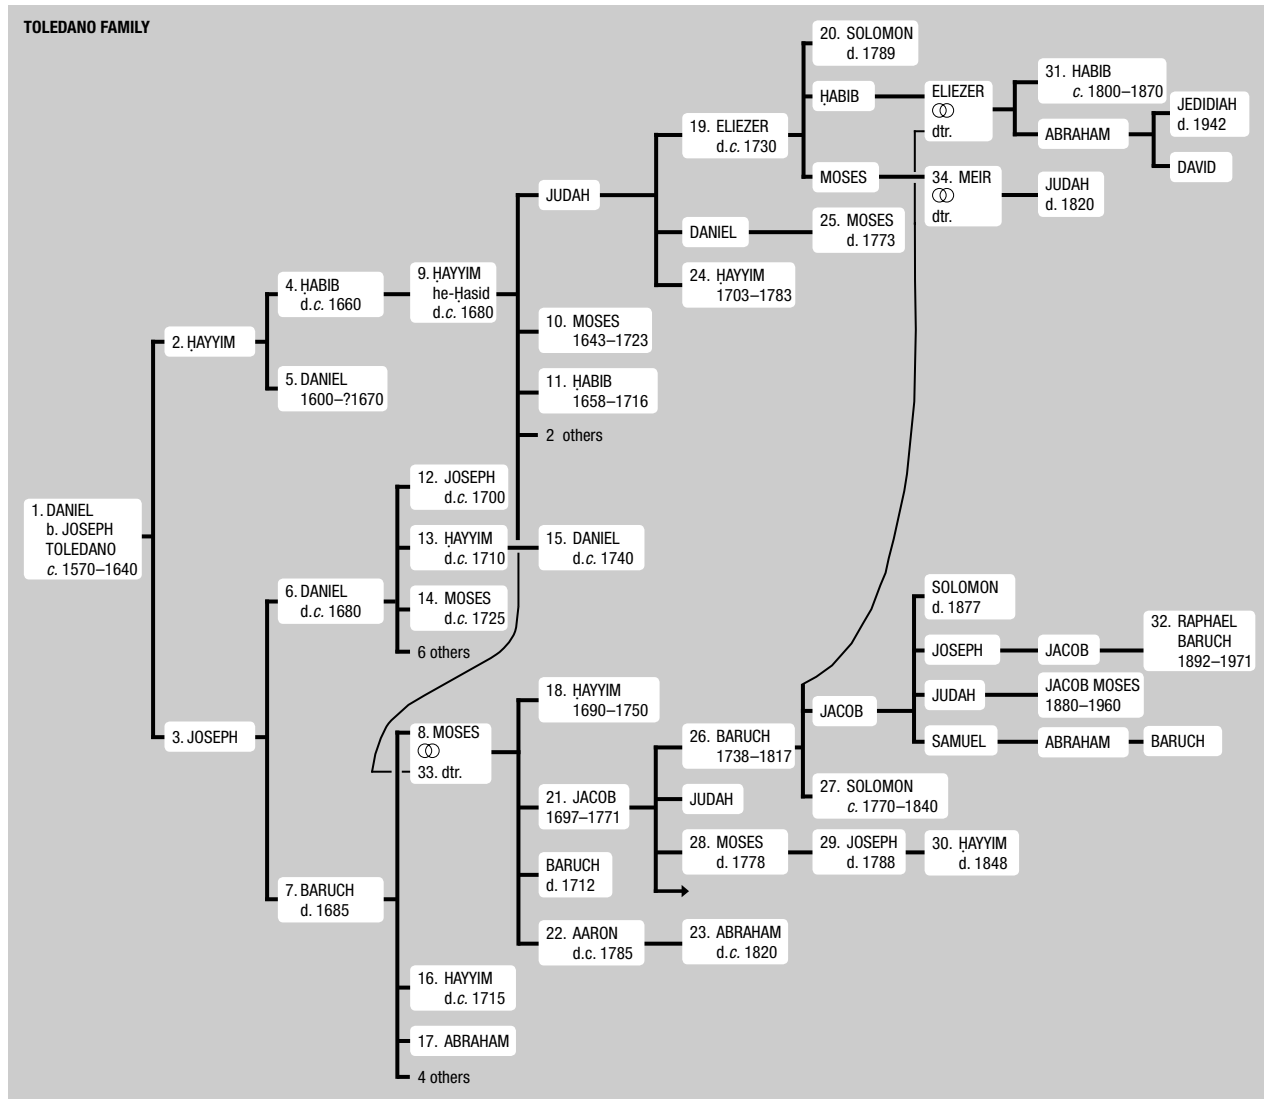 TOLEDANO FAMILY
1. DANIEL
b. JOSEPH
TOLEDANO
c. 1570–1640
2. ḤAYYIM
3. JOSEPH
4. ḤABIB
d.c. 1660
5. DANIEL
1600–?1670
6. DANIEL
d.c. 1680
7. BARUCH
d. 1685
9. ḤAYYIM
he-Ḥasid
d.c. 1680
12. JOSEPH
d.c. 1700
13. ḤAYYIM
d.c. 1710
14. MOSES
d.c. 1725
6 others
8. MOSES
33. dtr.
16. HAYYIM
d.c. 1715
17. ABRAHAM
4 others
JUDAH
10. MOSES
1643–1723
11. ḤABIB
1658–1716
2 others
15. DANIEL
d.c. 1740
18. ḤAYYIM
1690–1750
21. JACOB
1697–1771
BARUCH
d. 1712
22. AARON
d.c. 1785
19. ELIEZER
d.c. 1730
DANIEL
24. ḤAYYIM
1703–1783
26. BARUCH
1738–1817
JUDAH
28. MOSES
d. 1778
23. ABRAHAM
d.c. 1820
20. SOLOMON
d. 1789
ḤABIB
MOSES
25. MOSES
d. 1773
JACOB
27. SOLOMON
c. 1770–1840
29. JOSEPH
d. 1788
ELIEZER
dtr.
34. MEIR
dtr.
SOLOMON
d. 1877
JOSEPH
JUDAH
SAMUEL
30. ḤAYYIM
d. 1848
31. HABIB
c. 1800–1870
ABRAHAM
JUDAH
d. 1820
JACOB
JACOB MOSES
1880–1960
ABRAHAM
JEDIDIAH
d. 1942
DAVID
32. RAPHAEL
BARUCH
1892–1971
BARUCH